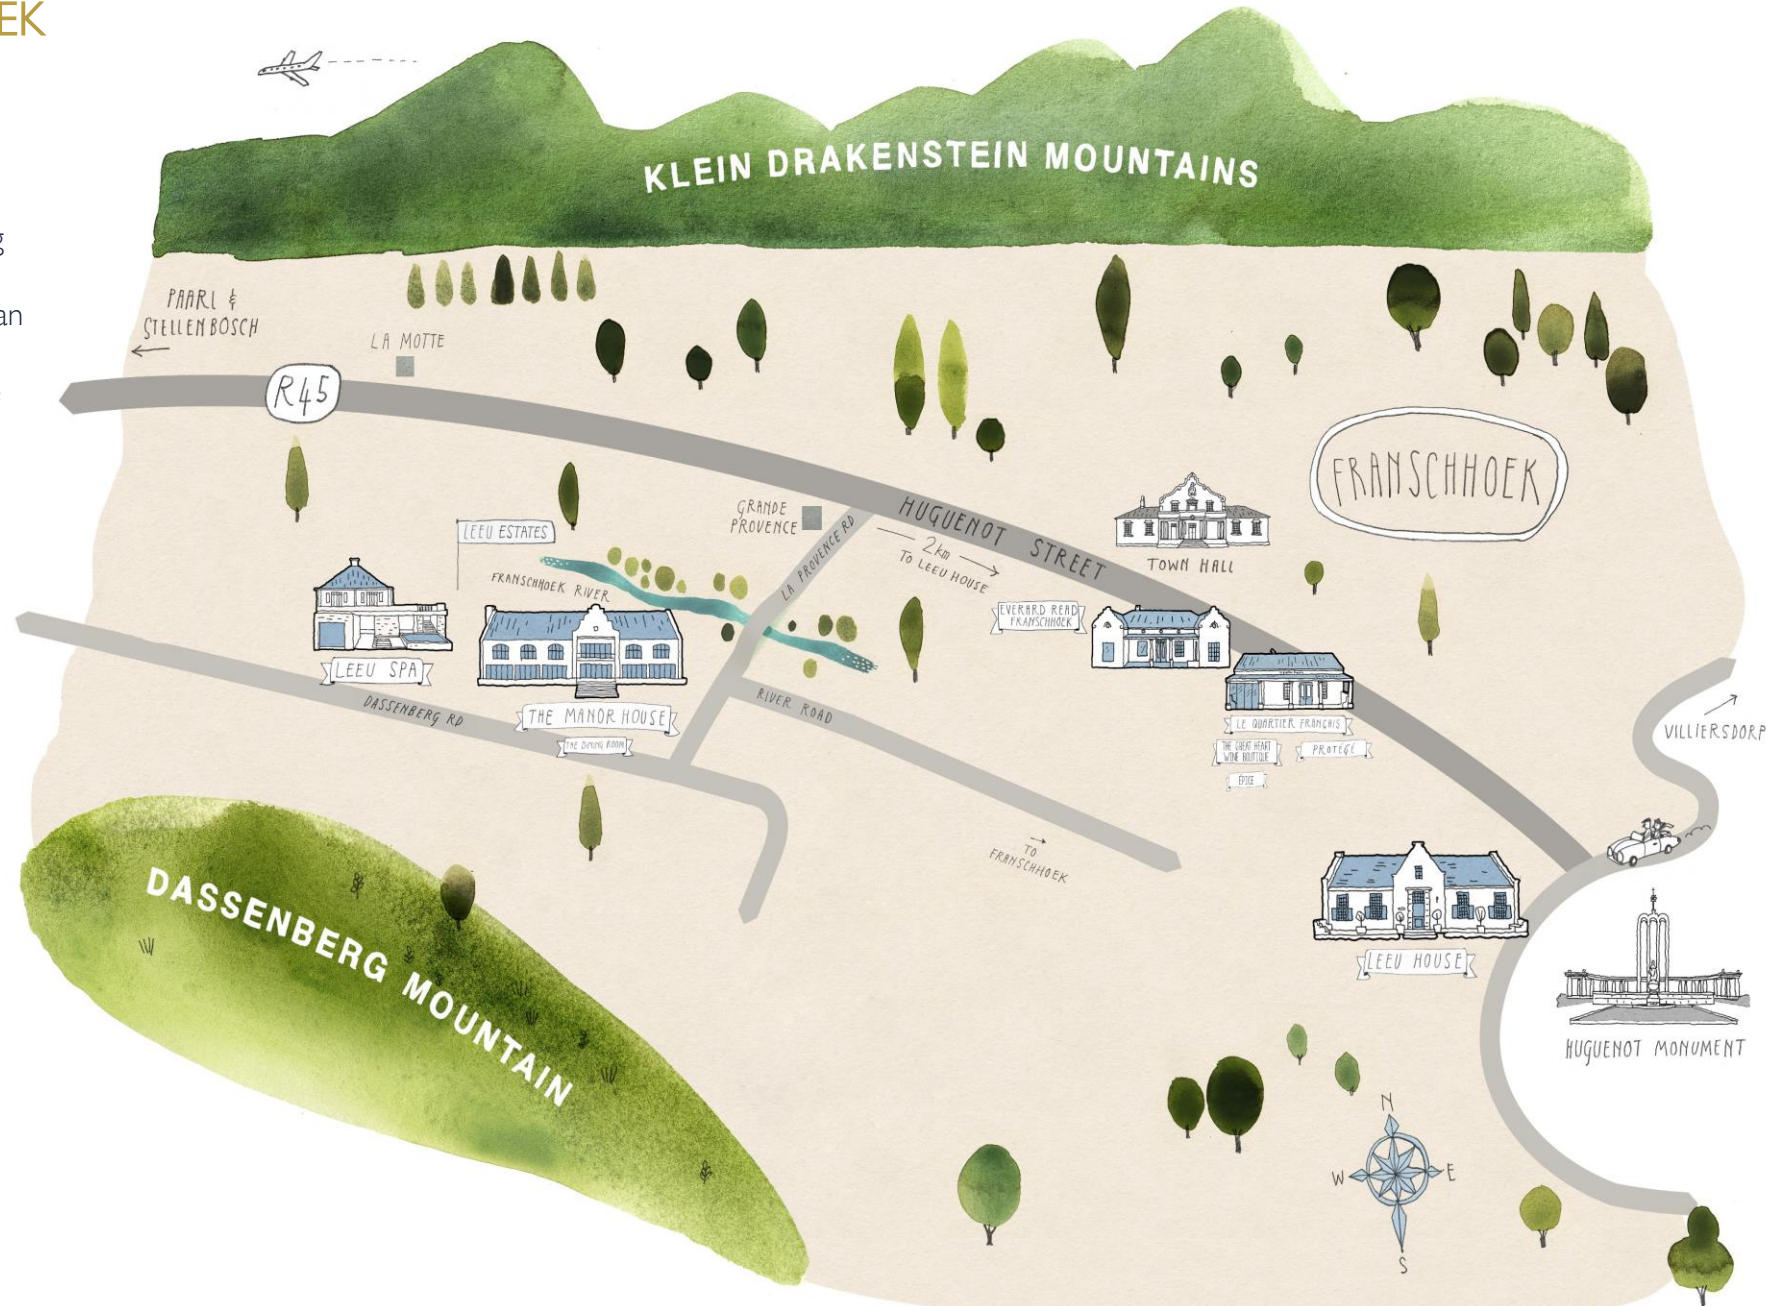 EK
g
an
KLEIN DRAKENSTEIN MOUNTAINS
PAARL &
STELLENBOSCH
LA MOTTE
R45
FRANSCHHOEK
GRANDE
PROVENCE
LEEU ESTATES
LA PROVENCE RD
HUGUENOT STREET
2km
TO LEEU HOUSE
TOWN HALL
FRANSCHHOEK RIVER
EVERARD READ
FRANSCHHOEK
LEEU SPA
THE MANOR HOUSE
THE DINING ROOM
DASSENBERG RD
RIVER ROAD
LE QUARTIER FRANÇAIS
THE GREAT HEART
WINE BOUTIQUE
PROTÉGÉ
ÉPICE
VILLIERSDORP
TO
FRANSCHHOEK
DASSENBERG MOUNTAIN
LEEU HOUSE
HUGUENOT MONUMENT
N
W
E
S